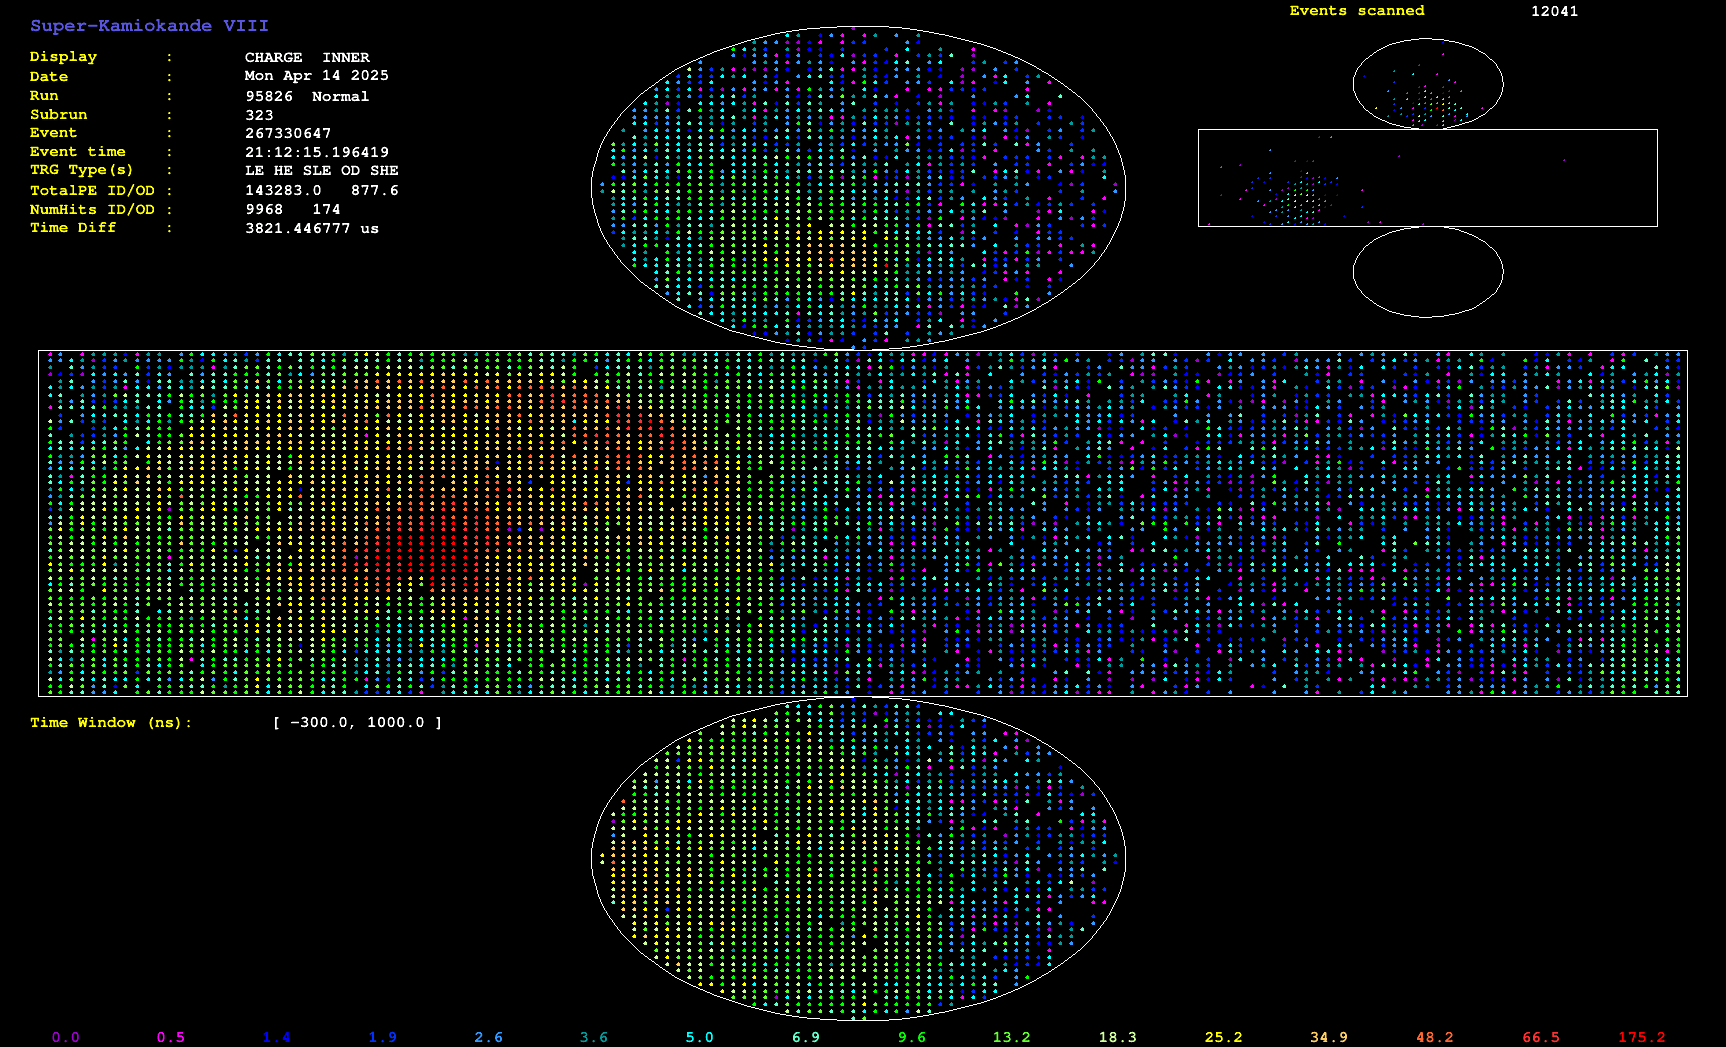 Super-Kamiokande VIII
Events scanned 12041
Display : CHARGE INNER
Date : Mon Apr 14 2025
Run : 95826 Normal
Subrun : 323
Event : 267330647
Event time : 21:12:15.196419
TRG Type(s) : LE HE SLE OD SHE
TotalPE ID/OD : 143283.0 877.6
NumHits ID/OD : 9968 174
Time Diff : 3821.446777 us
Time Window (ns): [ -300.0, 1000.0 ]
0.0 0.5 1.4 1.9 2.6 3.6 5.0 6.9 9.6 13.2 18.3 25.2 34.9 48.2 66.5 175.2